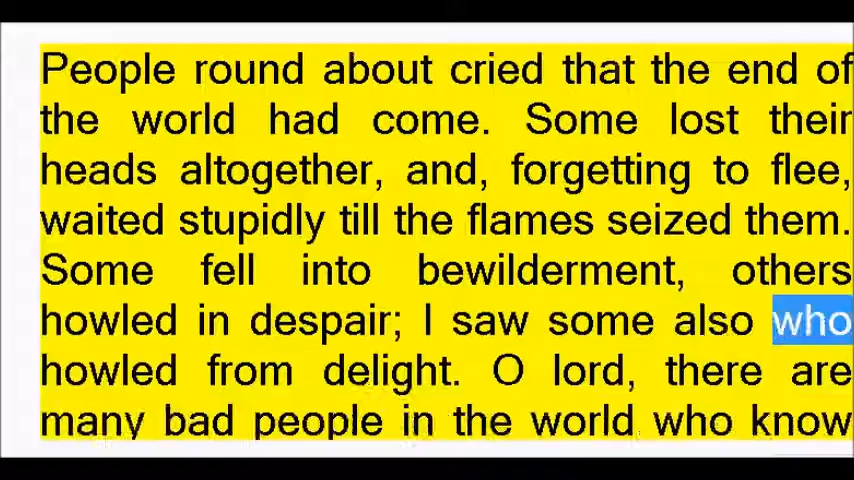 People round about cried that the end of
the world had come. Some lost their
heads altogether, and, forgetting to flee,
waited stupidly till the flames seized them.
Some fell into bewilderment, others
howled in despair; I saw some also who
howled from delight. O lord, there are
many bad people in the world who know